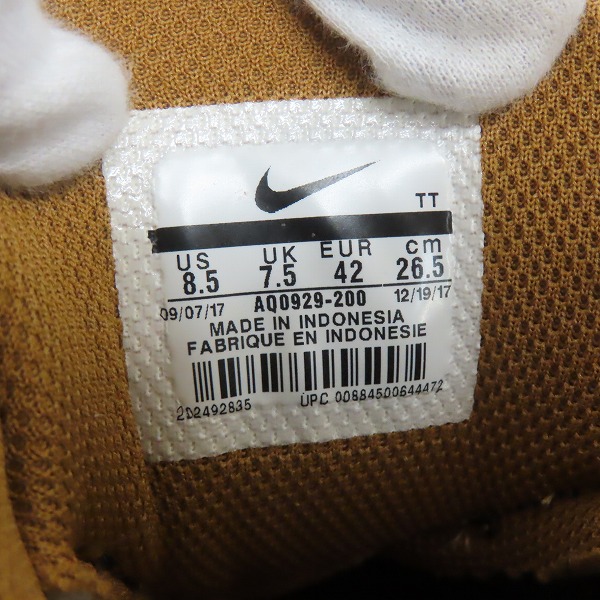 TT
US UK EUR cm
8.5 7.5 42 26.5
09/07/17 AQ0929-200 12/19/17
MADE IN INDONESIA
FABRIQUE EN INDONESIE
202492835 UPC 00884500644472